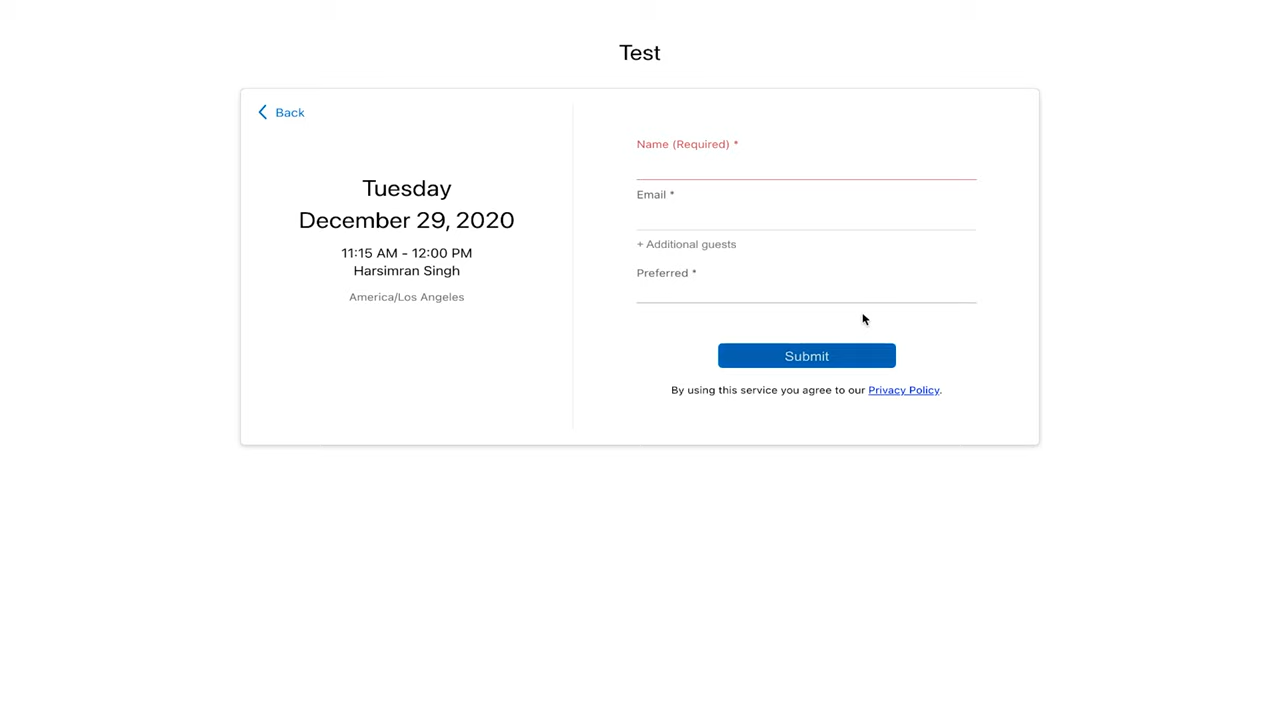 Test
Back
Tuesday
December 29, 2020
11:15 AM - 12:00 PM
Harsimran Singh
America/Los Angeles
Name (Required) *
Email *
+ Additional guests
Preferred *
Submit
By using this service you agree to our Privacy Policy.